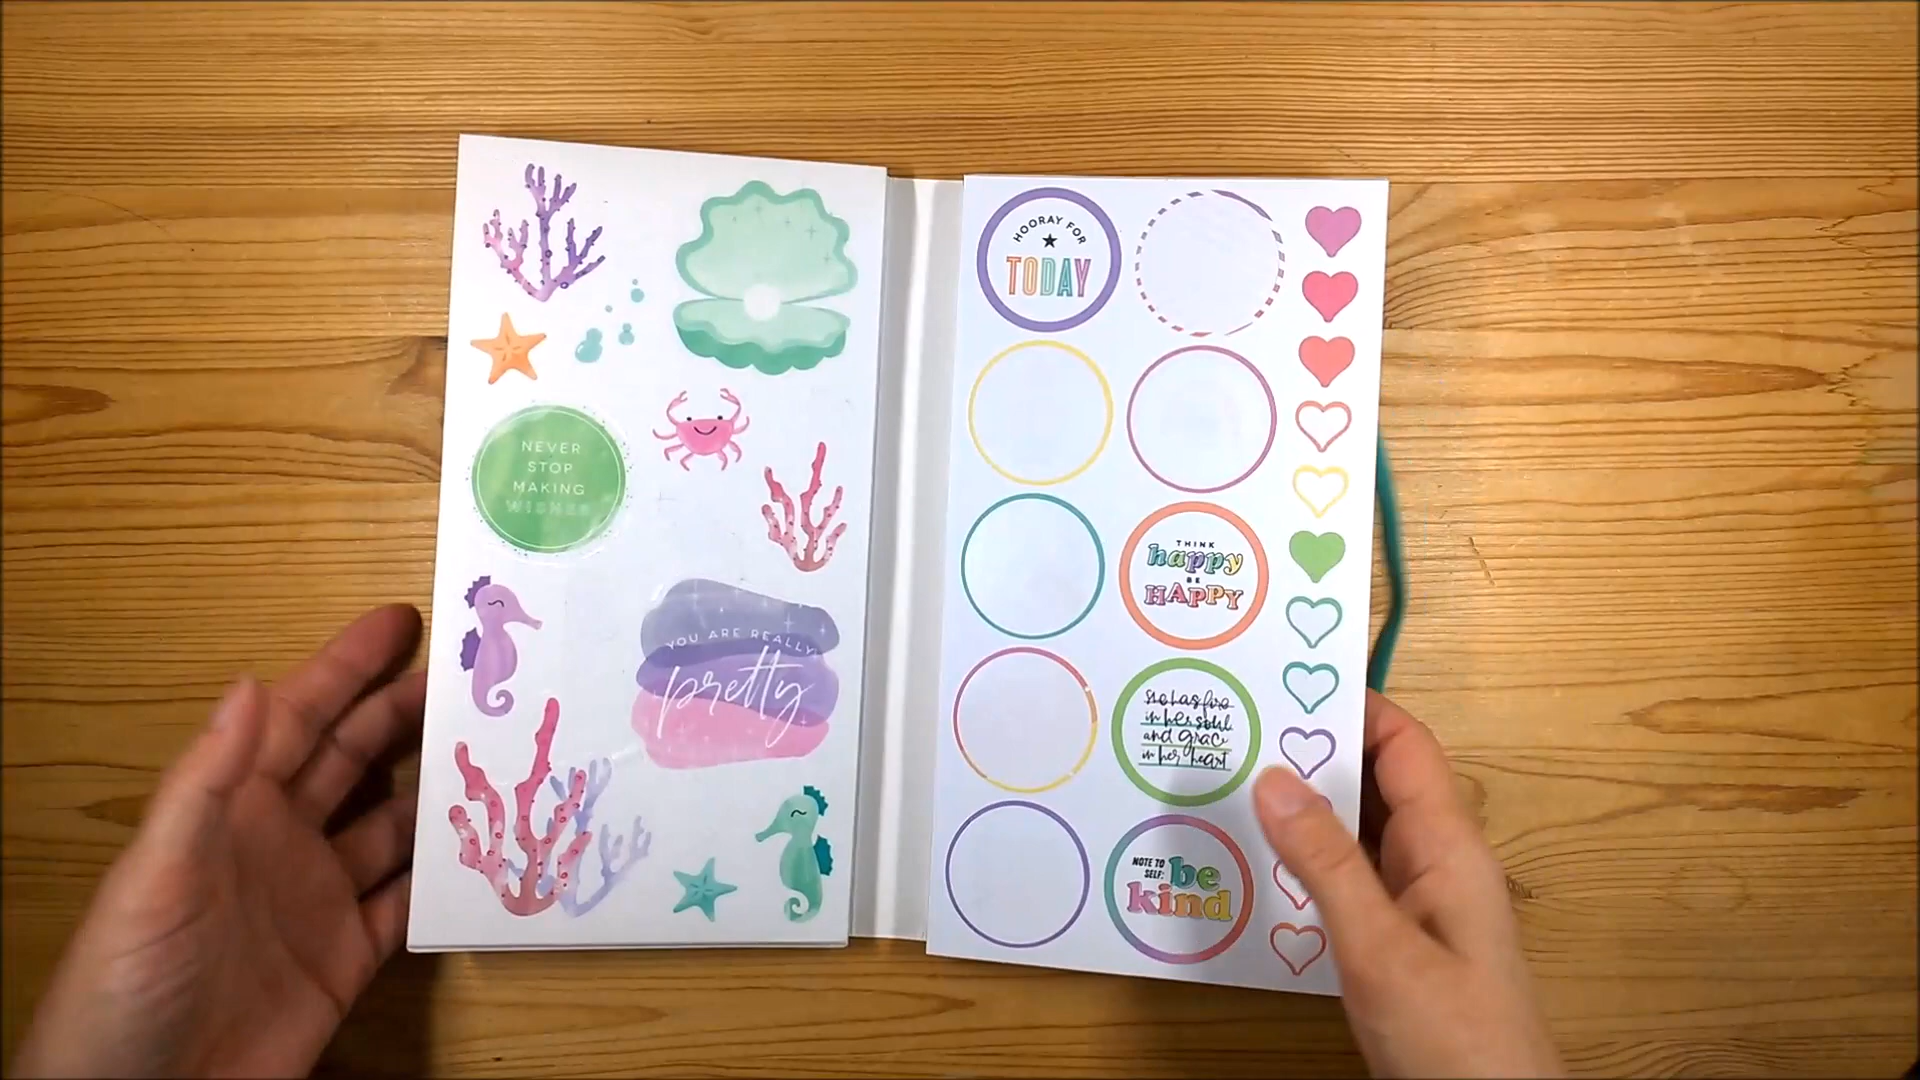 NEVER
STOP
MAKING
WISHES
YOU ARE REALLY
pretty
HOORAY FOR
TODAY
THINK
happy
BE
HAPPY
she has fire
in her soul
and grace
in her heart
NOTE TO
SELF:
be
kind